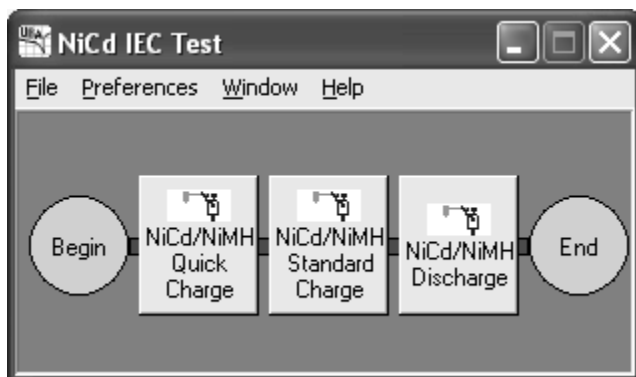 NiCd IEC Test
File Preferences Window Help
Begin
NiCd/NiMH
Quick
Charge
NiCd/NiMH
Standard
Charge
NiCd/NiMH
Discharge
End